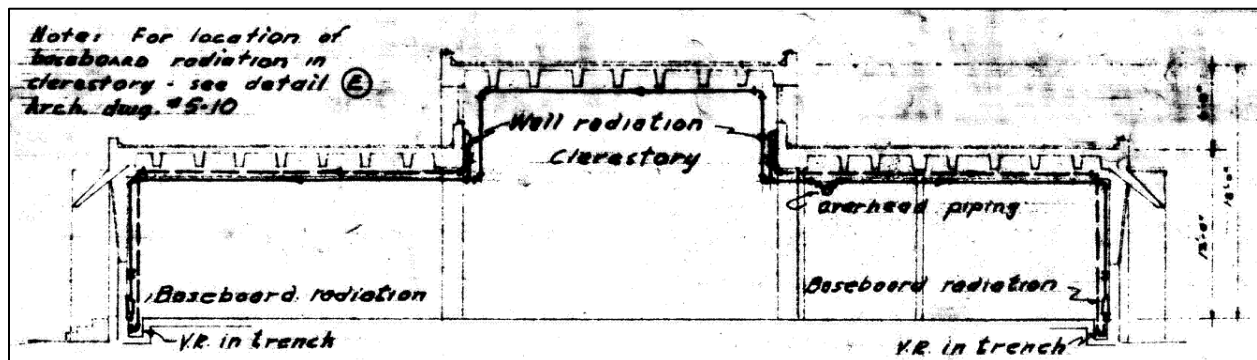 Note: For location of
baseboard radiation in
clerestory - see detail E
Arch. dwg. #5-10
Wall radiation
Clerestory
overhead piping
Baseboard radiation
Baseboard radiation
V.R. in trench
V.R. in trench